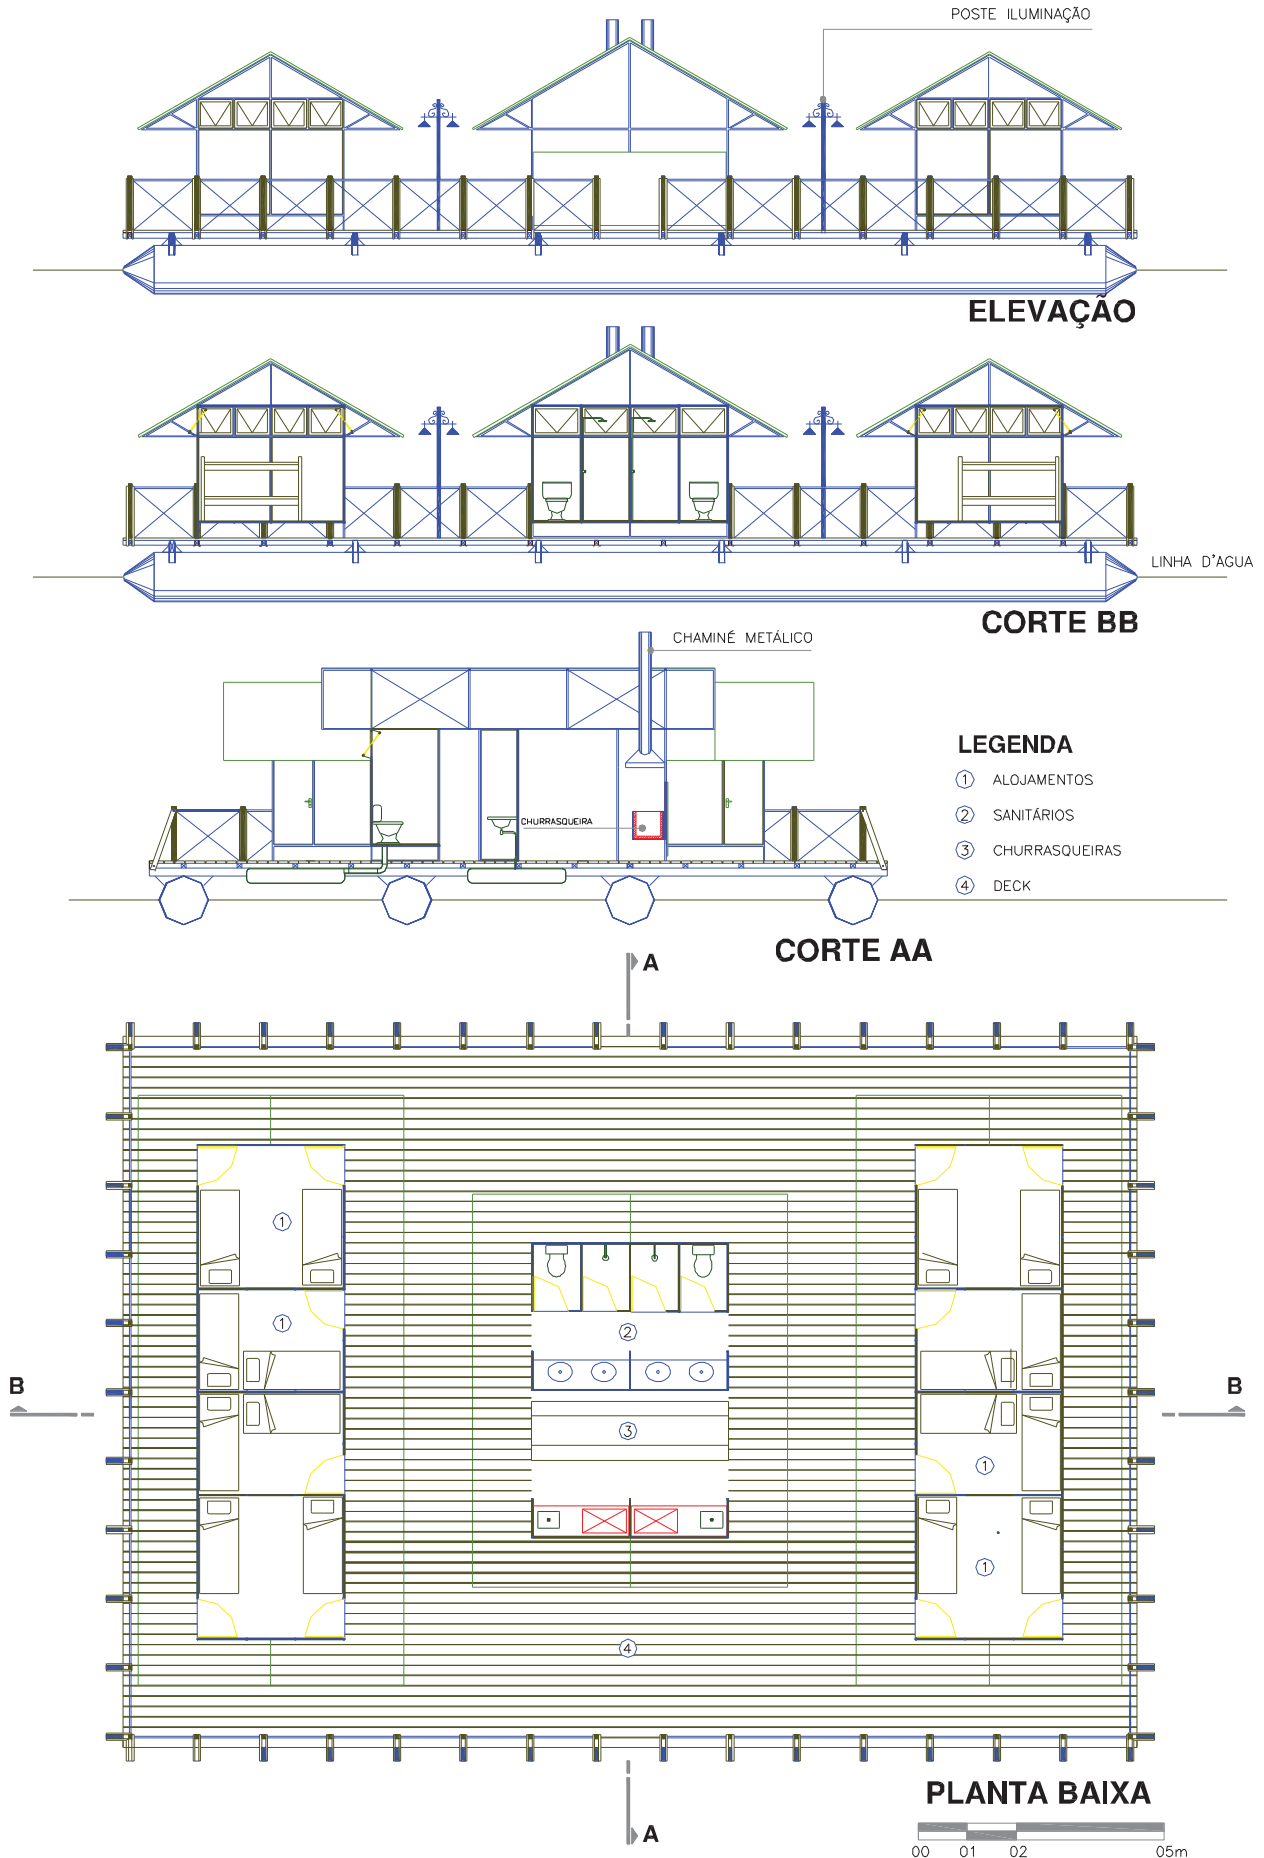 POSTE ILUMINAÇÃO
ELEVAÇÃO
LINHA D'AGUA
CORTE BB
CHAMINÉ METÁLICO
CHURRASQUEIRA
LEGENDA
1 ALOJAMENTOS
2 SANITÁRIOS
3 CHURRASQUEIRAS
4 DECK
CORTE AA
A
1
1
2
B
B
3
1
1
4
PLANTA BAIXA
A
00 01 02 05m